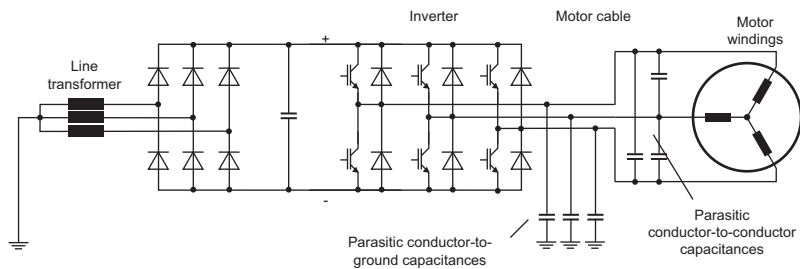 Inverter
Motor cable
Motor
windings
Line
transformer
+
-
Parasitic conductor-to-
ground capacitances
Parasitic
conductor-to-conductor
capacitances